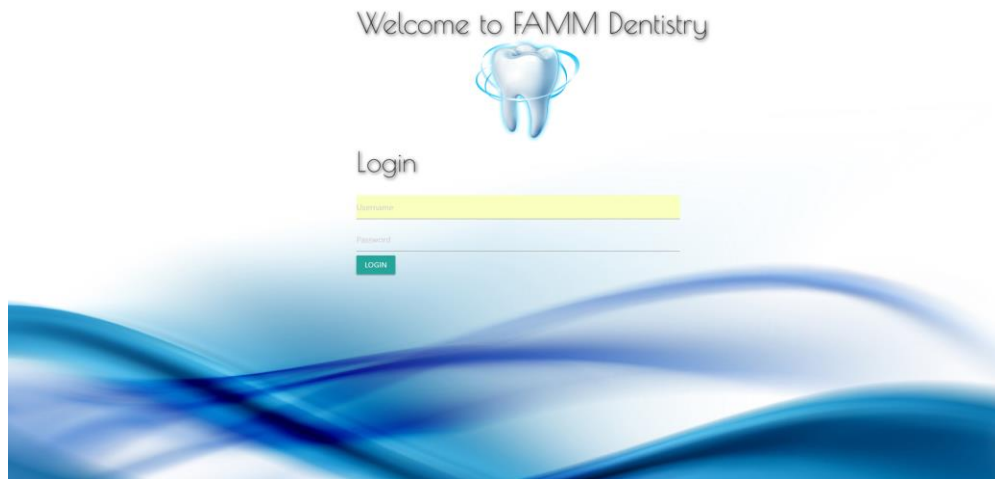 Welcome to FAMM Dentistry
Login
Username
Password
LOGIN